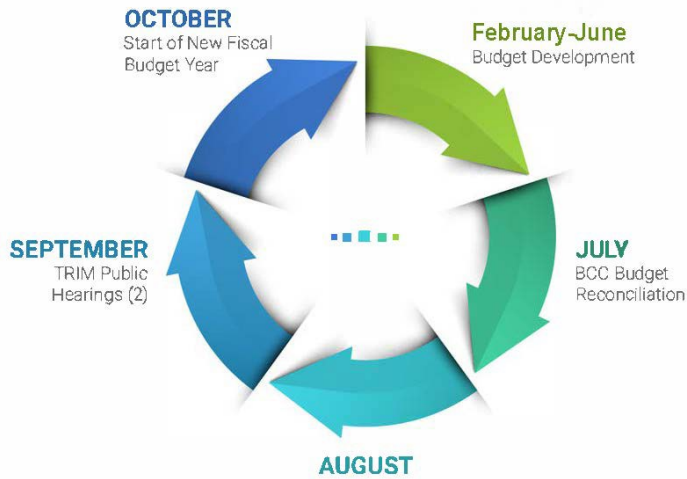 OCTOBER
Start of New Fiscal
Budget Year
February-June
Budget Development
JULY
BCC Budget
Reconciliation
AUGUST
SEPTEMBER
TRIM Public
Hearings (2)